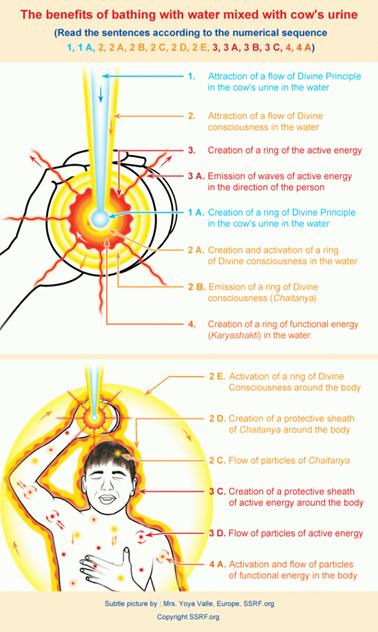 The benefits of bathing with water mixed with cow's urine
(Read the sentences according to the numerical sequence
1, 1 A, 2, 2 A, 2 B, 2 C, 2 D, 2 E, 3, 3 A, 3 B, 3 C, 4, 4 A)
1. Attraction of a flow of Divine Principle
in the cow's urine in the water
2. Attraction of a flow of Divine
consciousness in the water
3. Creation of a ring of the active energy
3 A. Emission of waves of active energy
in the direction of the person
1 A. Creation of a ring of Divine Principle
in the cow's urine in the water
2 A. Creation and activation of a ring
of Divine consciousness in the water
2 B. Emission of a ring of Divine
consciousness (Chaitanya)
4. Creation of a ring of functional energy
(Karyashakti) in the water.
2 E. Activation of a ring of Divine
Consciousness around the body
2 D. Creation of a protective sheath
of Chaitanya around the body
2 C. Flow of particles of Chaitanya
3 C. Creation of a protective sheath
of active energy around the body
3 D. Flow of particles of active energy
4 A. Activation and flow of particles
of functional energy in the body
Subtle picture by : Mrs. Yoya Valle, Europe, SSRF.org
Copyright SSRF.org